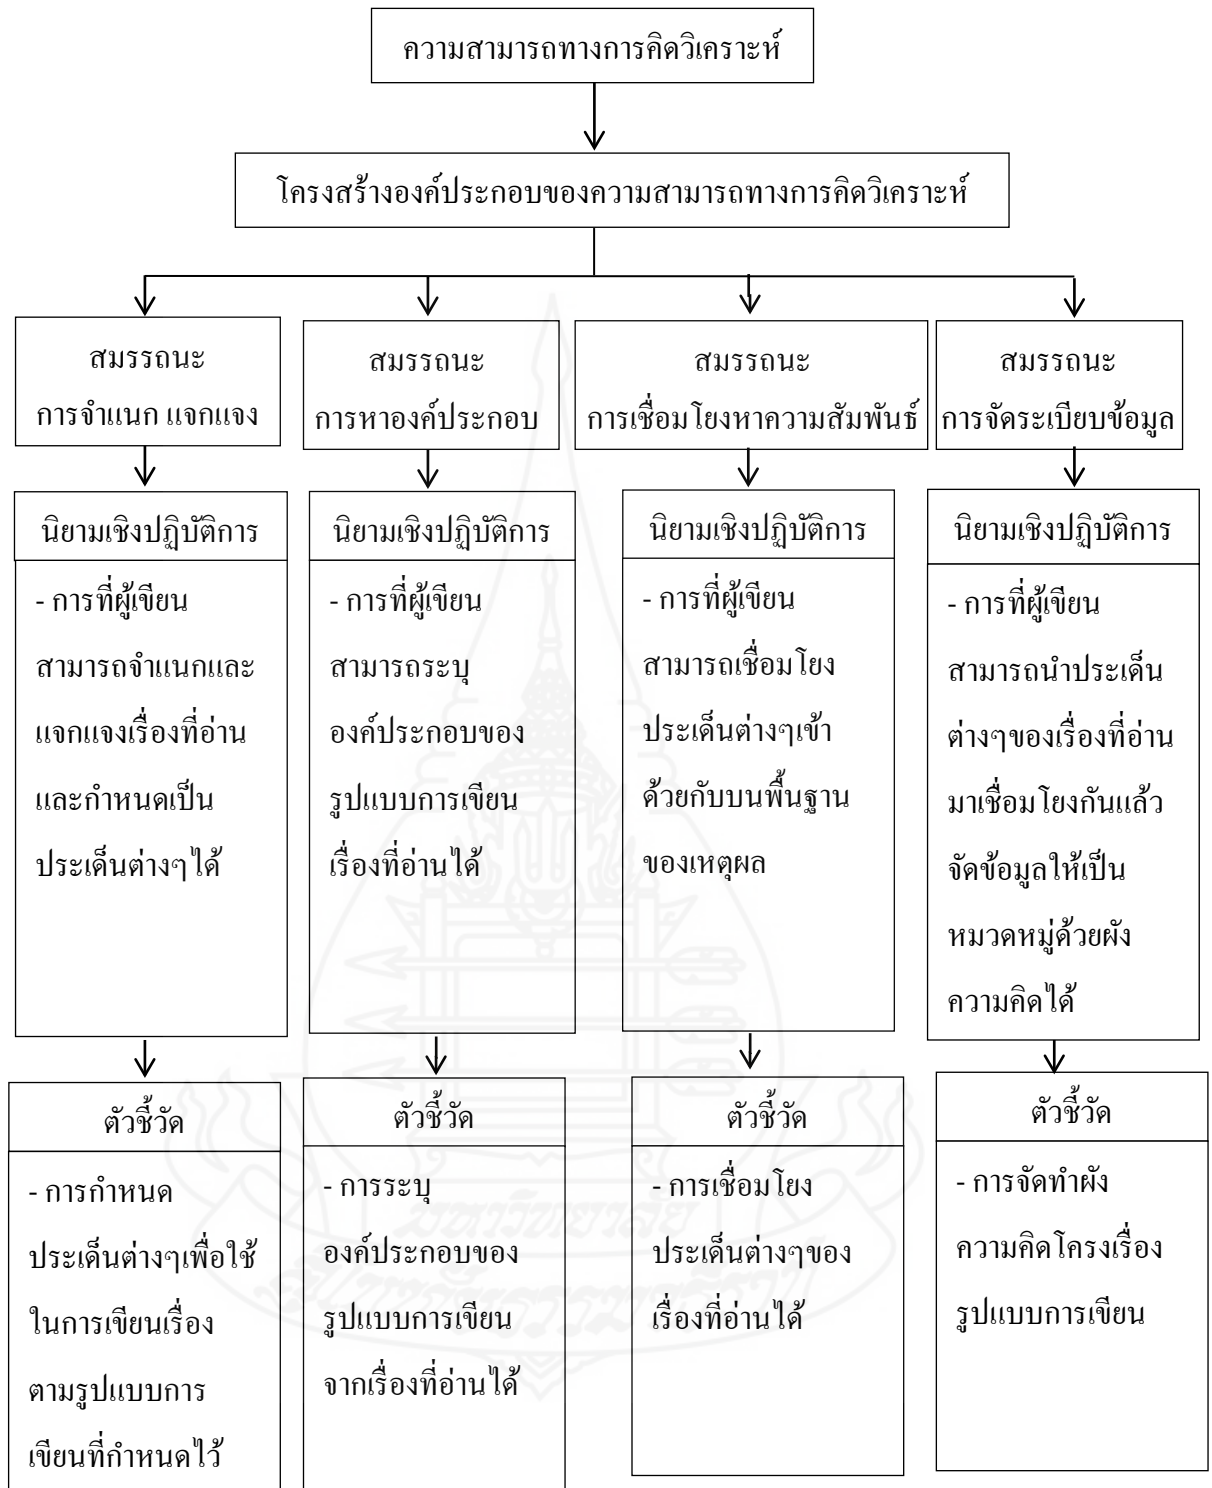 ความสามารถทางการคิดวิเคราะห์
โครงสร้างองค์ประกอบของความสามารถทางการคิดวิเคราะห์
สมรรถนะ
การจำแนก แจกแจง
สมรรถนะ
การหาองค์ประกอบ
สมรรถนะ
การเชื่อมโยงหาความสัมพันธ์
สมรรถนะ
การจัดระเบียบข้อมูล
นิยามเชิงปฏิบัติการ
- การที่ผู้เขียน
สามารถจำแนกและ
แจกแจงเรื่องที่อ่าน
และกำหนดเป็น
ประเด็นต่างๆได้
นิยามเชิงปฏิบัติการ
- การที่ผู้เขียน
สามารถระบุ
องค์ประกอบของ
รูปแบบการเขียน
เรื่องที่อ่านได้
นิยามเชิงปฏิบัติการ
- การที่ผู้เขียน
สามารถเชื่อมโยง
ประเด็นต่างๆเข้า
ด้วยกับบนพื้นฐาน
ของเหตุผล
นิยามเชิงปฏิบัติการ
- การที่ผู้เขียน
สามารถนำประเด็น
ต่างๆของเรื่องที่อ่าน
มาเชื่อมโยงกันแล้ว
จัดข้อมูลให้เป็น
หมวดหมู่ด้วยผัง
ความคิดได้
ตัวชี้วัด
- การกำหนด
ประเด็นต่างๆเพื่อใช้
ในการเขียนเรื่อง
ตามรูปแบบการ
เขียนที่กำหนดไว้
ตัวชี้วัด
- การระบุ
องค์ประกอบของ
รูปแบบการเขียน
จากเรื่องที่อ่านได้
ตัวชี้วัด
- การเชื่อมโยง
ประเด็นต่างๆของ
เรื่องที่อ่านได้
ตัวชี้วัด
- การจัดทำผัง
ความคิดโครงเรื่อง
รูปแบบการเขียน
มหาวิทยาลัย
สุโขทัยธรรมาธิราช